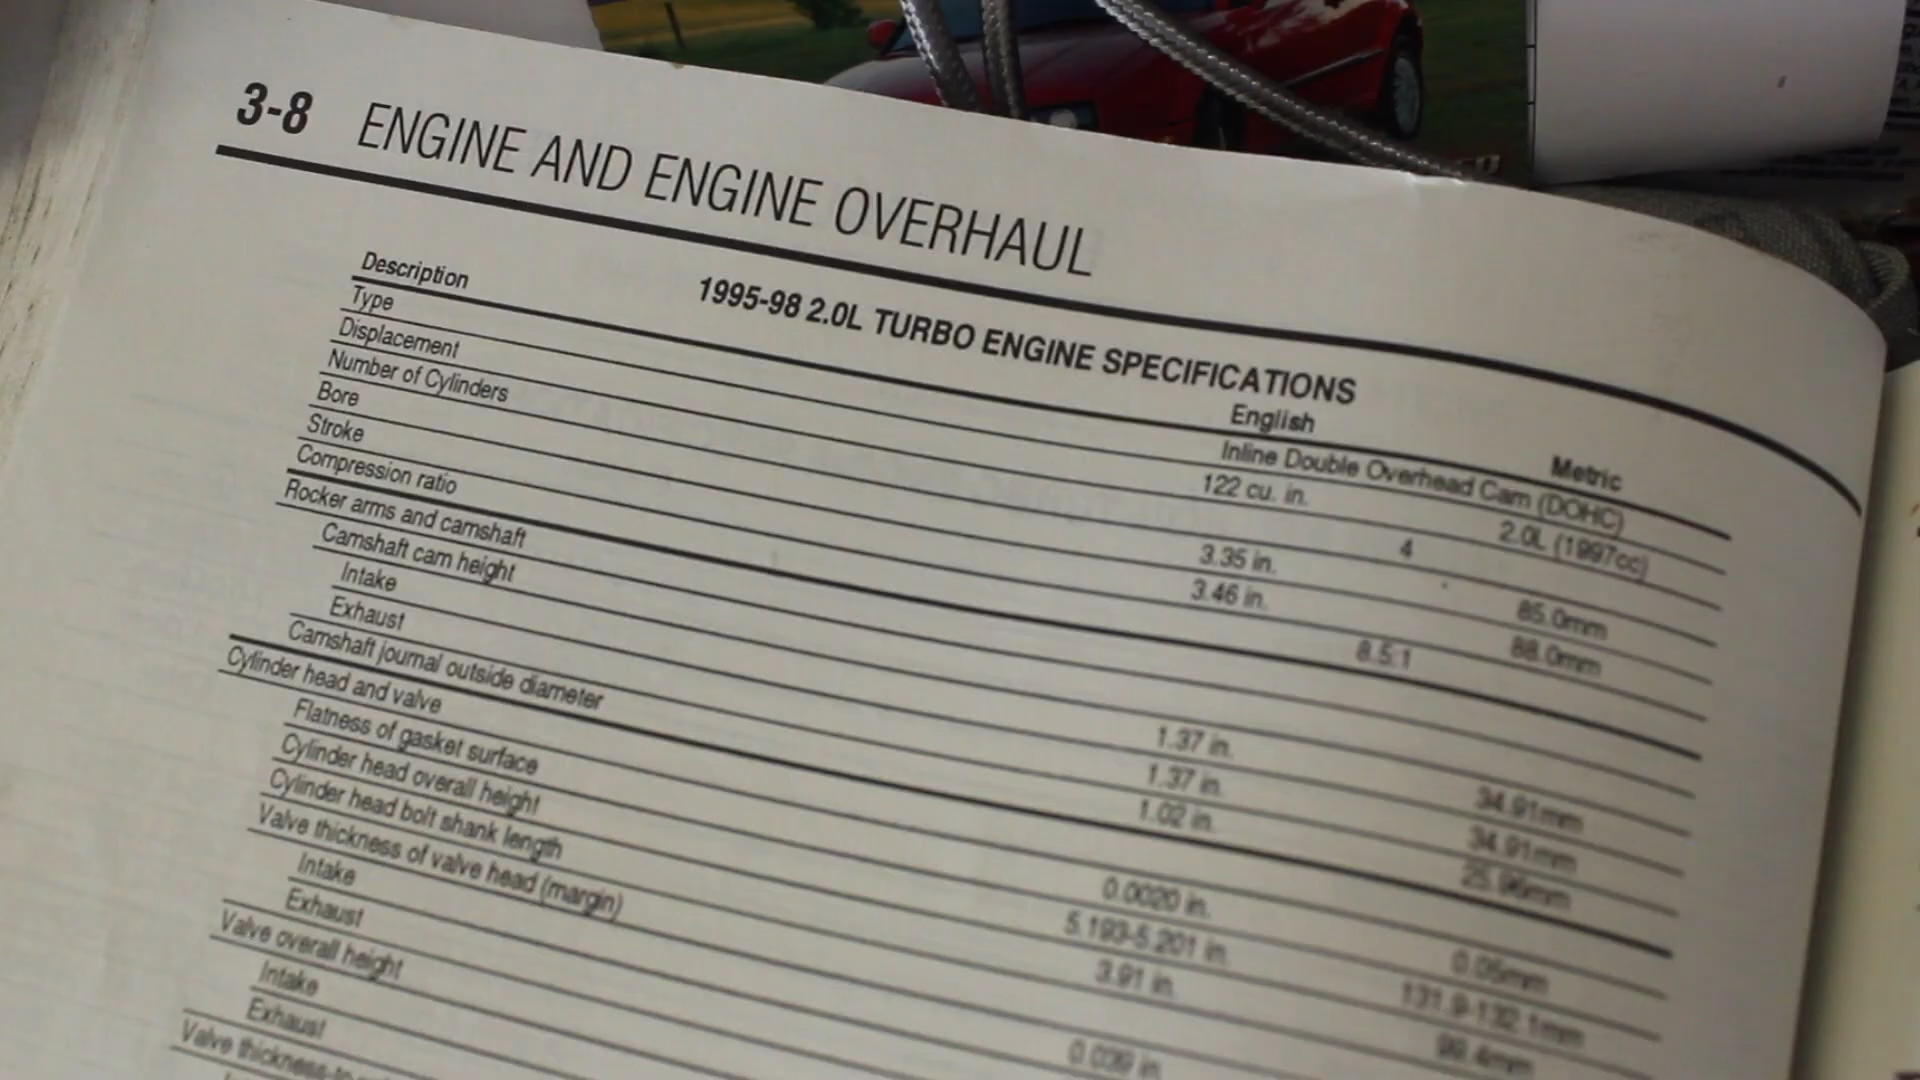 3-8 ENGINE AND ENGINE OVERHAUL
1995-98 2.0L TURBO ENGINE SPECIFICATIONS
Description English Metric
Type Inline Double Overhead Cam (DOHC)
Displacement 122 cu. in. 2.0L (1997cc)
Number of Cylinders 4
Bore 3.35 in. 85.0mm
Stroke 3.46 in. 88.0mm
Compression ratio 8.5:1
Rocker arms and camshaft
Camshaft cam height
Intake 1.37 in. 34.91mm
Exhaust 1.37 in. 34.91mm
Camshaft journal outside diameter 1.02 in. 25.96mm
Cylinder head and valve
Flatness of gasket surface 0.0020 in. 0.05mm
Cylinder head overall height 5.193-5.201 in. 131.9-132.1mm
Cylinder head bolt shank length 3.91 in. 99.4mm
Valve thickness of valve head (margin)
Intake 0.039 in.
Exhaust
Valve overall height
Intake
Exhaust